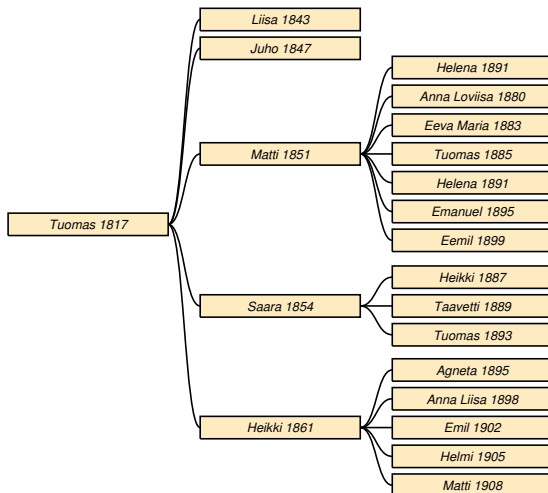 Liisa 1843
Juho 1847
Helena 1891
Anna Loviisa 1880
Eeva Maria 1883
Matti 1851
Tuomas 1885
Helena 1891
Emanuel 1895
Tuomas 1817
Eemil 1899
Heikki 1887
Saara 1854
Taavetti 1889
Tuomas 1893
Agneta 1895
Anna Liisa 1898
Heikki 1861
Emil 1902
Helmi 1905
Matti 1908